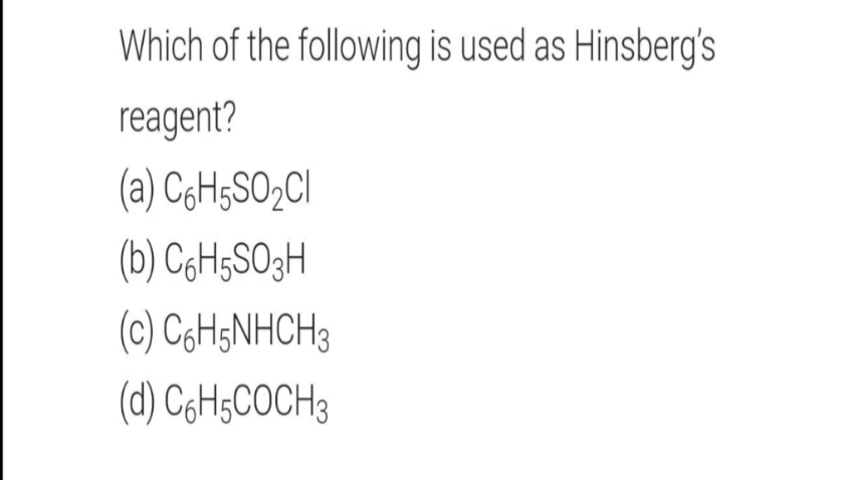 Which of the following is used as Hinsberg's
reagent?
(a) C₆H₅SO₂Cl
(b) C₆H₅SO₃H
(c) C₆H₅NHCH₃
(d) C₆H₅COCH₃